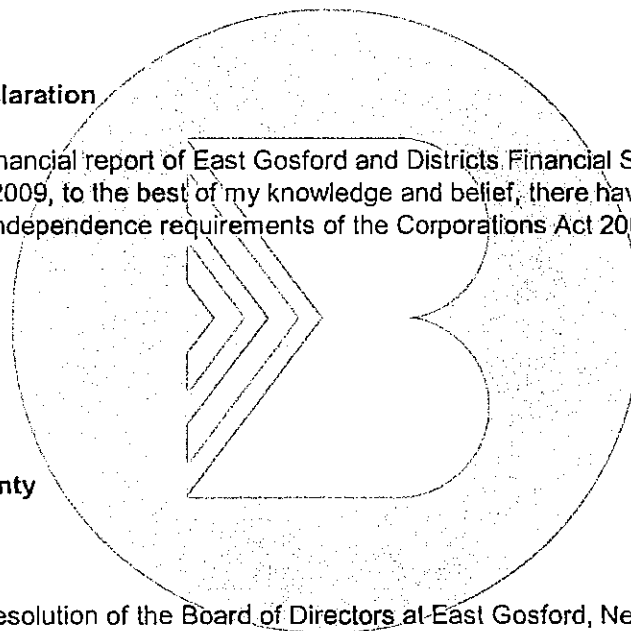 laration
nancial report of East Gosford and Districts Financial S
2009, to the best of my knowledge and belief, there hav
ndependence requirements of the Corporations Act 20
nty
esolution of the Board of Directors at East Gosford, Ne